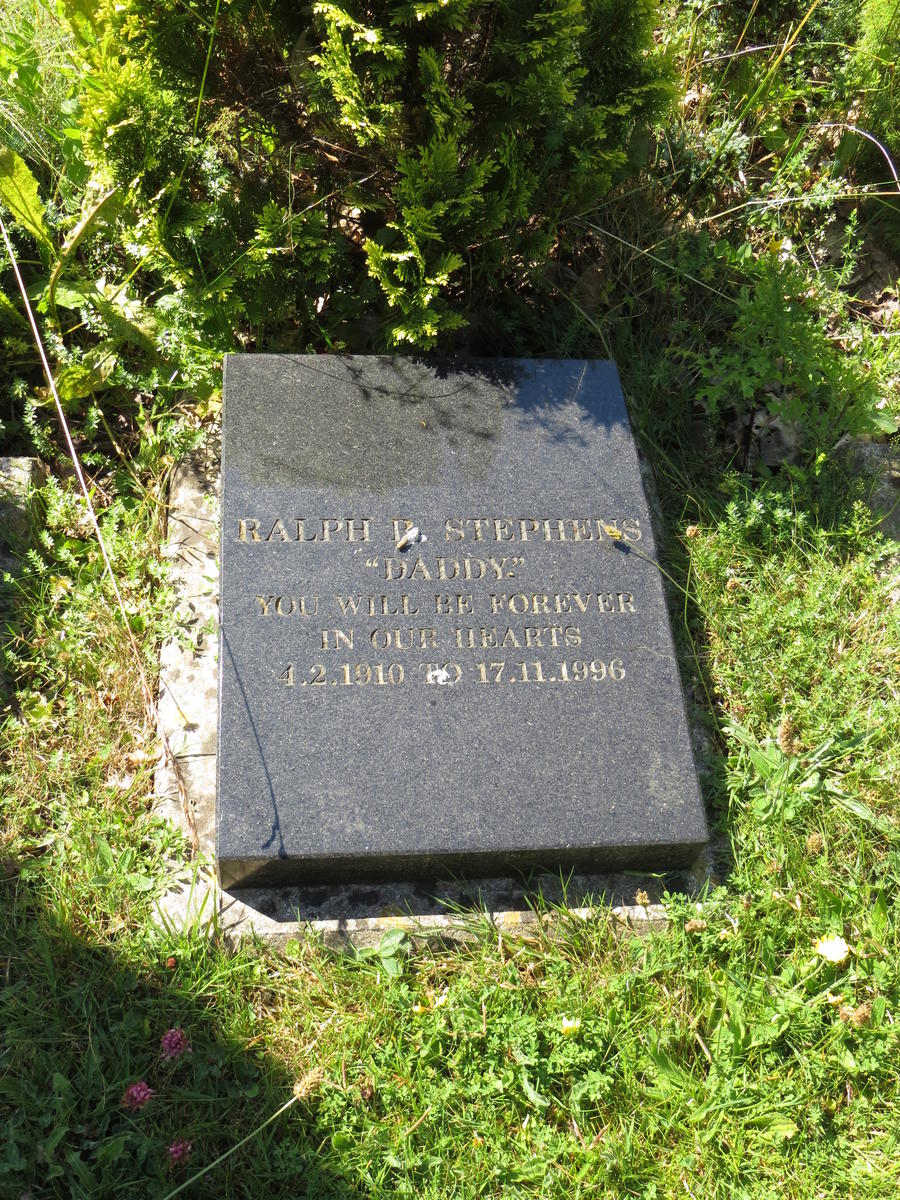 RALPH R. STEPHENS
"DADDY."
YOU WILL BE FOREVER
IN OUR HEARTS
4.2.1910 TO 17.11.1996